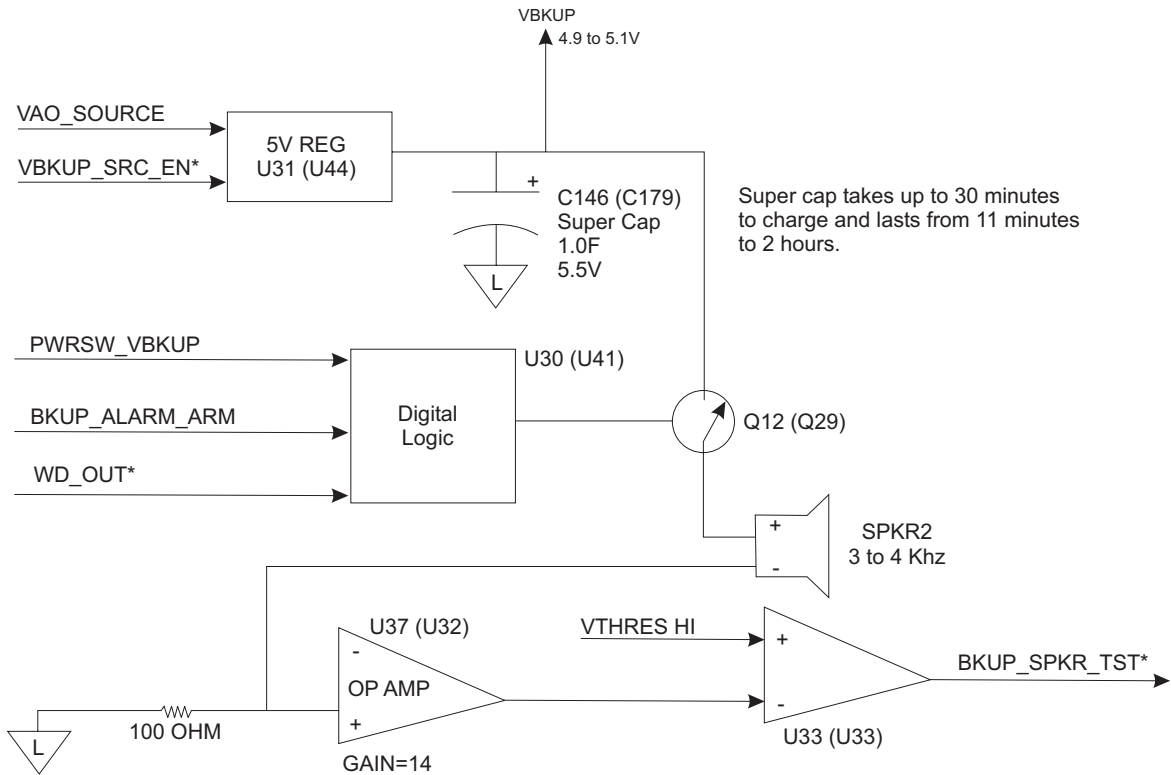 VBKUP
4.9 to 5.1V
VAO_SOURCE
VBKUP_SRC_EN*
5V REG
U31 (U44)
+
C146 (C179)
Super Cap
1.0F
5.5V
L
Super cap takes up to 30 minutes
to charge and lasts from 11 minutes
to 2 hours.
PWRSW_VBKUP
BKUP_ALARM_ARM
WD_OUT*
U30 (U41)
Digital
Logic
Q12 (Q29)
+
-
SPKR2
3 to 4 Khz
U37 (U32)
-
OP AMP
+
GAIN=14
100 OHM
L
VTHRES HI
+
-
U33 (U33)
BKUP_SPKR_TST*